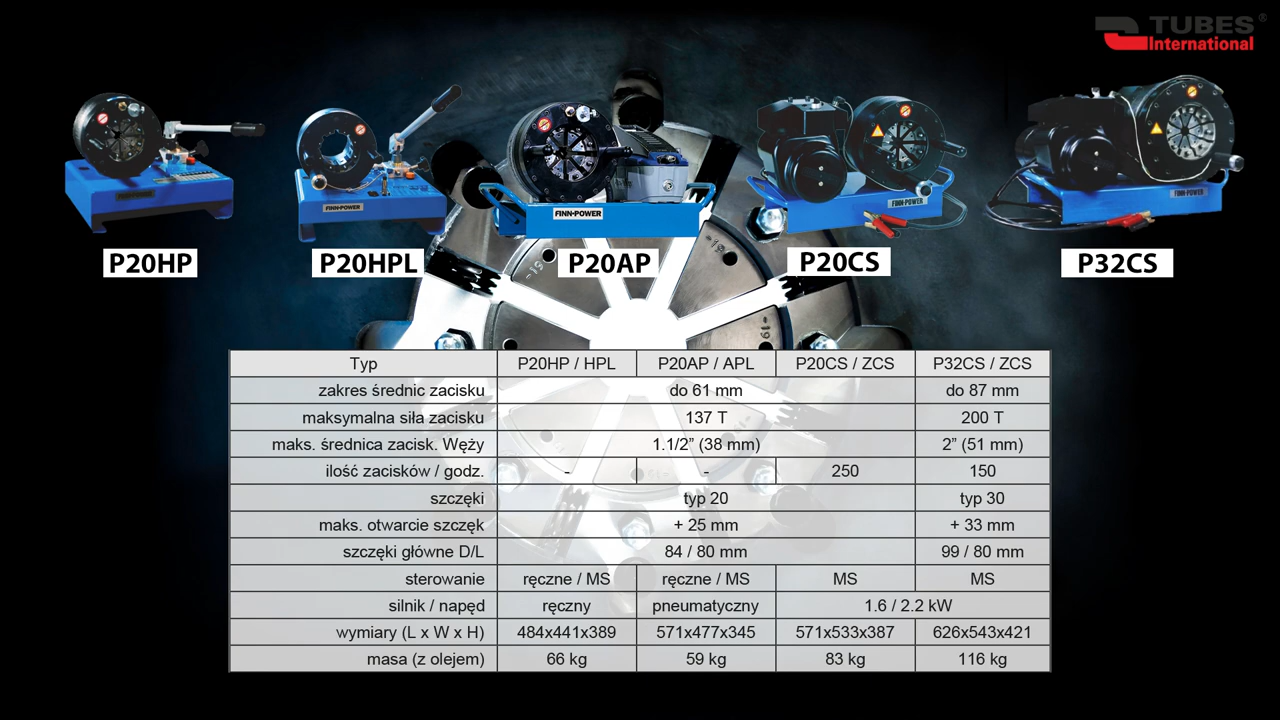 TUBES ®
International
FINN-POWER
FINN-POWER
FINN-POWER
FINN-POWER
P20HP
P20HPL
P20AP
P20CS
P32CS
Typ P20HP / HPL P20AP / APL P20CS / ZCS P32CS / ZCS
zakres średnic zacisku do 61 mm do 87 mm
maksymalna siła zacisku 137 T 200 T
maks. średnica zacisk. Węży 1.1/2” (38 mm) 2” (51 mm)
ilość zacisków / godz. - - 250 150
szczęki typ 20 typ 30
maks. otwarcie szczęk + 25 mm + 33 mm
szczęki główne D/L 84 / 80 mm 99 / 80 mm
sterowanie ręczne / MS ręczne / MS MS MS
silnik / napęd ręczny pneumatyczny 1.6 / 2.2 kW
wymiary (L x W x H) 484x441x389 571x477x345 571x533x387 626x543x421
masa (z olejem) 66 kg 59 kg 83 kg 116 kg